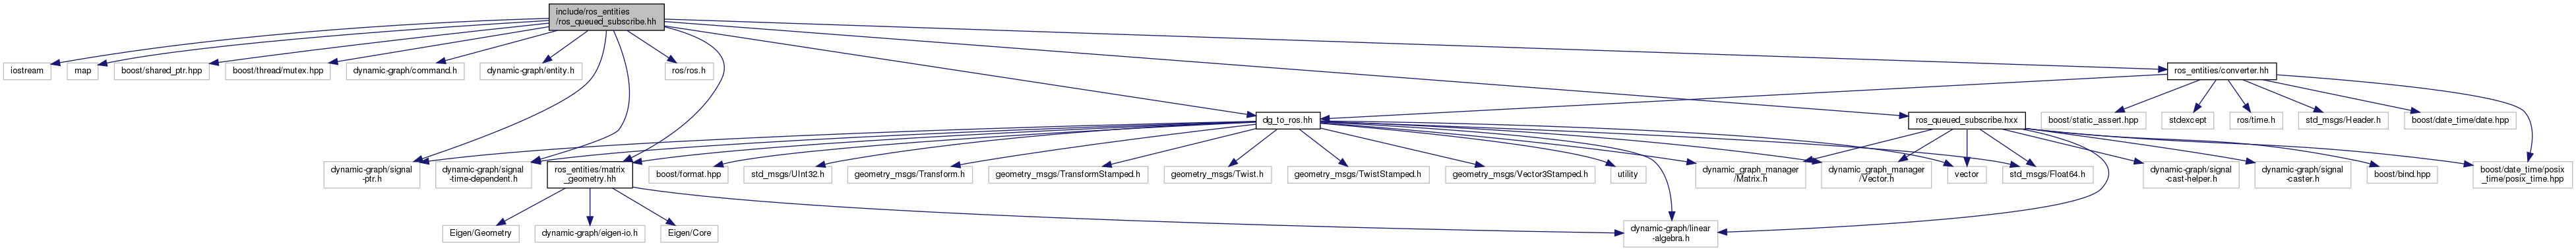 include/ros_entities
/ros_queued_subscribe.hh
iostream
map
boost/shared_ptr.hpp
boost/thread/mutex.hpp
dynamic-graph/command.h
dynamic-graph/entity.h
ros/ros.h
ros_entities/converter.hh
dg_to_ros.hh
ros_queued_subscribe.hxx
boost/static_assert.hpp
stdexcept
ros/time.h
std_msgs/Header.h
boost/date_time/date.hpp
dynamic-graph/signal
-ptr.h
dynamic-graph/signal
-time-dependent.h
ros_entities/matrix
_geometry.hh
boost/format.hpp
std_msgs/UInt32.h
geometry_msgs/Transform.h
geometry_msgs/TransformStamped.h
geometry_msgs/Twist.h
geometry_msgs/TwistStamped.h
geometry_msgs/Vector3Stamped.h
utility
dynamic_graph_manager
/Matrix.h
dynamic_graph_manager
/Vector.h
vector
std_msgs/Float64.h
dynamic-graph/signal
-cast-helper.h
dynamic-graph/signal
-caster.h
boost/bind.hpp
boost/date_time/posix
_time/posix_time.hpp
Eigen/Geometry
dynamic-graph/eigen-io.h
Eigen/Core
dynamic-graph/linear
-algebra.h